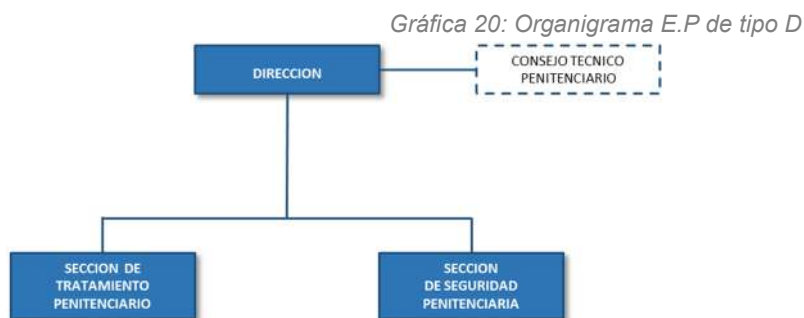 Gráfica 20: Organigrama E.P de tipo D
DIRECCION
CONSEJO TECNICO
PENITENCIARIO
SECCION DE
TRATAMIENTO
PENITENCIARIO
SECCION
DE SEGURIDAD
PENITENCIARIA